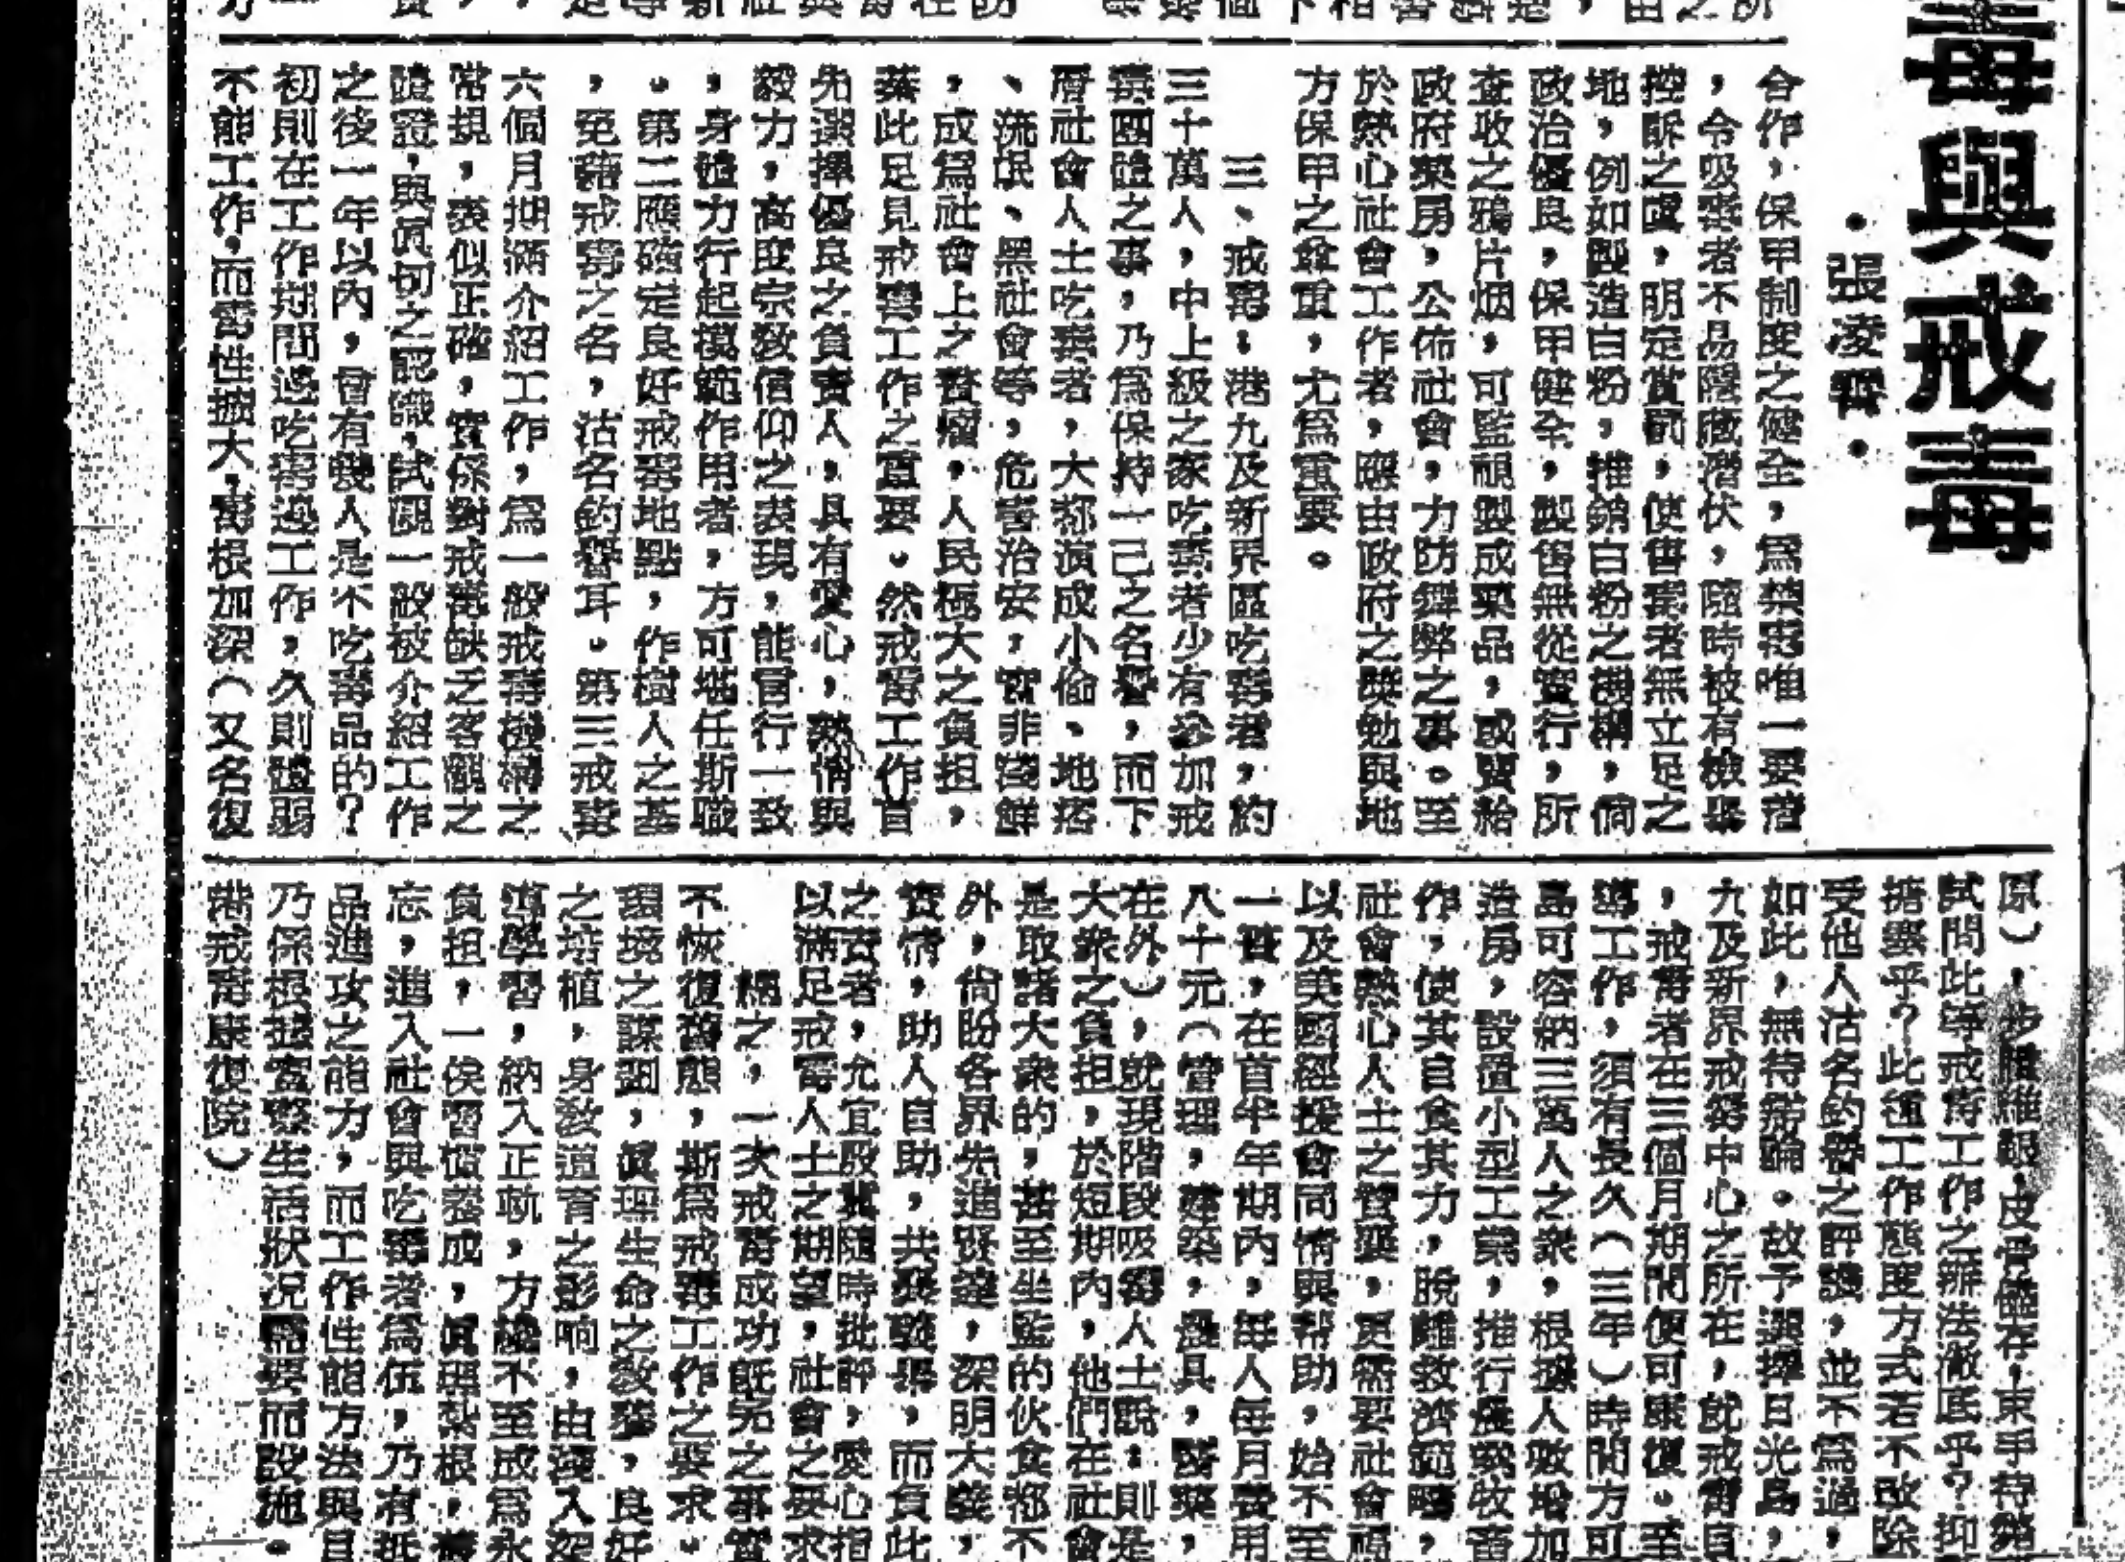 毒與戒毒
・張凌霄・
合作，保甲制度之健全，爲禁毒唯一要着
，令吸毒者不易隱藏潛伏，隨時被有檢舉
控訴之虞，明定賞罰，使售毒者無立足之
地，例如製造白粉，推銷白粉之機構，倘
政治優良，保甲健全，製售無從實行，所
查收之鴉片烟，可監視製成藥品，或賣給
政府藥房，公佈社會，力防舞弊之事。至
於熱心社會工作者，應由政府之獎勉與地
方保甲之 重，尤爲重要。
三、戒毒：港九及新界區吃毒者，約
三十萬人，中上級之家吃毒者少有參加戒
毒團體之事，乃爲保持一己之名譽，而下
層社會人士吃毒者，大都演成小偷、地痞
、流氓、黑社會等，危害治安，實非淺鮮
，成爲社會上之贅瘤，人民極大之負担，
基此足見戒毒工作之重要。然戒毒工作首
先選擇優良之負責人，具有愛心，熱情與
毅力，高度宗教信仰之表現，能言行一致
，身體力行起模範作用者，方可堪任斯職
。第二應確定良好戒毒地點，作樹人之基
，免藉戒毒之名，沽名釣譽耳。第三戒毒
六個月期滿介紹工作，爲一般戒毒機構之
常規，表似正確，實係對戒毒缺乏客觀之
體證，與眞切之認識，試觀一般被介紹工作
之後一年以內，曾有幾人是不吃毒品的？
初則在工作期間邊吃毒邊工作，久則體弱
不能工作，而毒性擴大，毒根加深（又名復
原），步履維艱，皮骨僅存，束手待斃
試問此等戒毒工作之辦法澈底乎？抑
搪塞乎？此種工作態度方式若不改除
受他人沽名釣譽之評議，並不爲過，
如此，無待辯論。故予選擇日光島，
九及新界戒毒中心之所在，就戒毒自
，戒毒者在三個月期間便可康復。至
導工作，須有長久（三年）時間方可
島可容納三萬人之衆，根據人數增加
造房，設置小型工業，推行農 牧畜
作，使其自食其力，脫離救濟範疇，
社會熱心人士之贊襄，更需要社會福
以及美國經援會同情與帮助，始不至
一簣，在首半年期內，每人每月費用
八十元（管理，建築，農具，醫藥，
在外），就現階段吸毒人士說：則是
大衆之負担，於短期內，他們在社會
是取諸大衆的，甚至坐監的伙食都不
外，尙盼各界先進賢達，深明大義，
實情，助人自助，共襄盛舉，而負此
之責者，尤宜殷冀隨時批評，愛心指
以滿足戒毒人士之期望，社會之要求
總之，一次戒毒成功旣完之事實
不恢復舊態，斯爲戒毒工作之要求。
環境之謀劃，眞理生命之敎 ，良好
之培植，身敎道育之影响，由淺入深
導學習，納入正軌，方能不至成爲永
負担，一俟習慣養成，眞理紥根，
忘，進入社會與吃毒者爲伍，乃有抵
品進攻之能力，而工作性能方法與目
乃係根據實際生活狀況需要而設施。
港戒毒康復院）